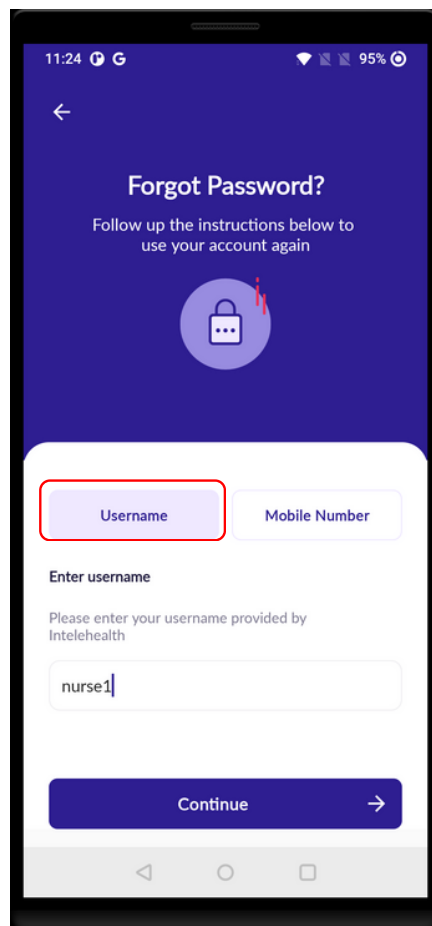 11:24 G 95%
Forgot Password?
Follow up the instructions below to
use your account again
Username
Mobile Number
Enter username
Please enter your username provided by
Intelehealth
nurse1
Continue